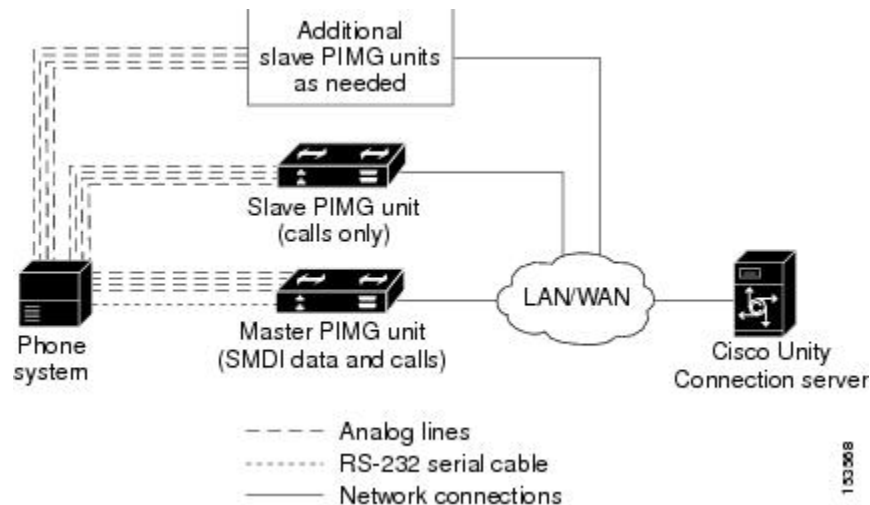 Additional
slave PIMG units
as needed
Slave PIMG unit
(calls only)
LAN/WAN
Phone
system
Master PIMG unit
(SMDI data and calls)
Cisco Unity
Connection server
Analog lines
RS-232 serial cable
Network connections
153568